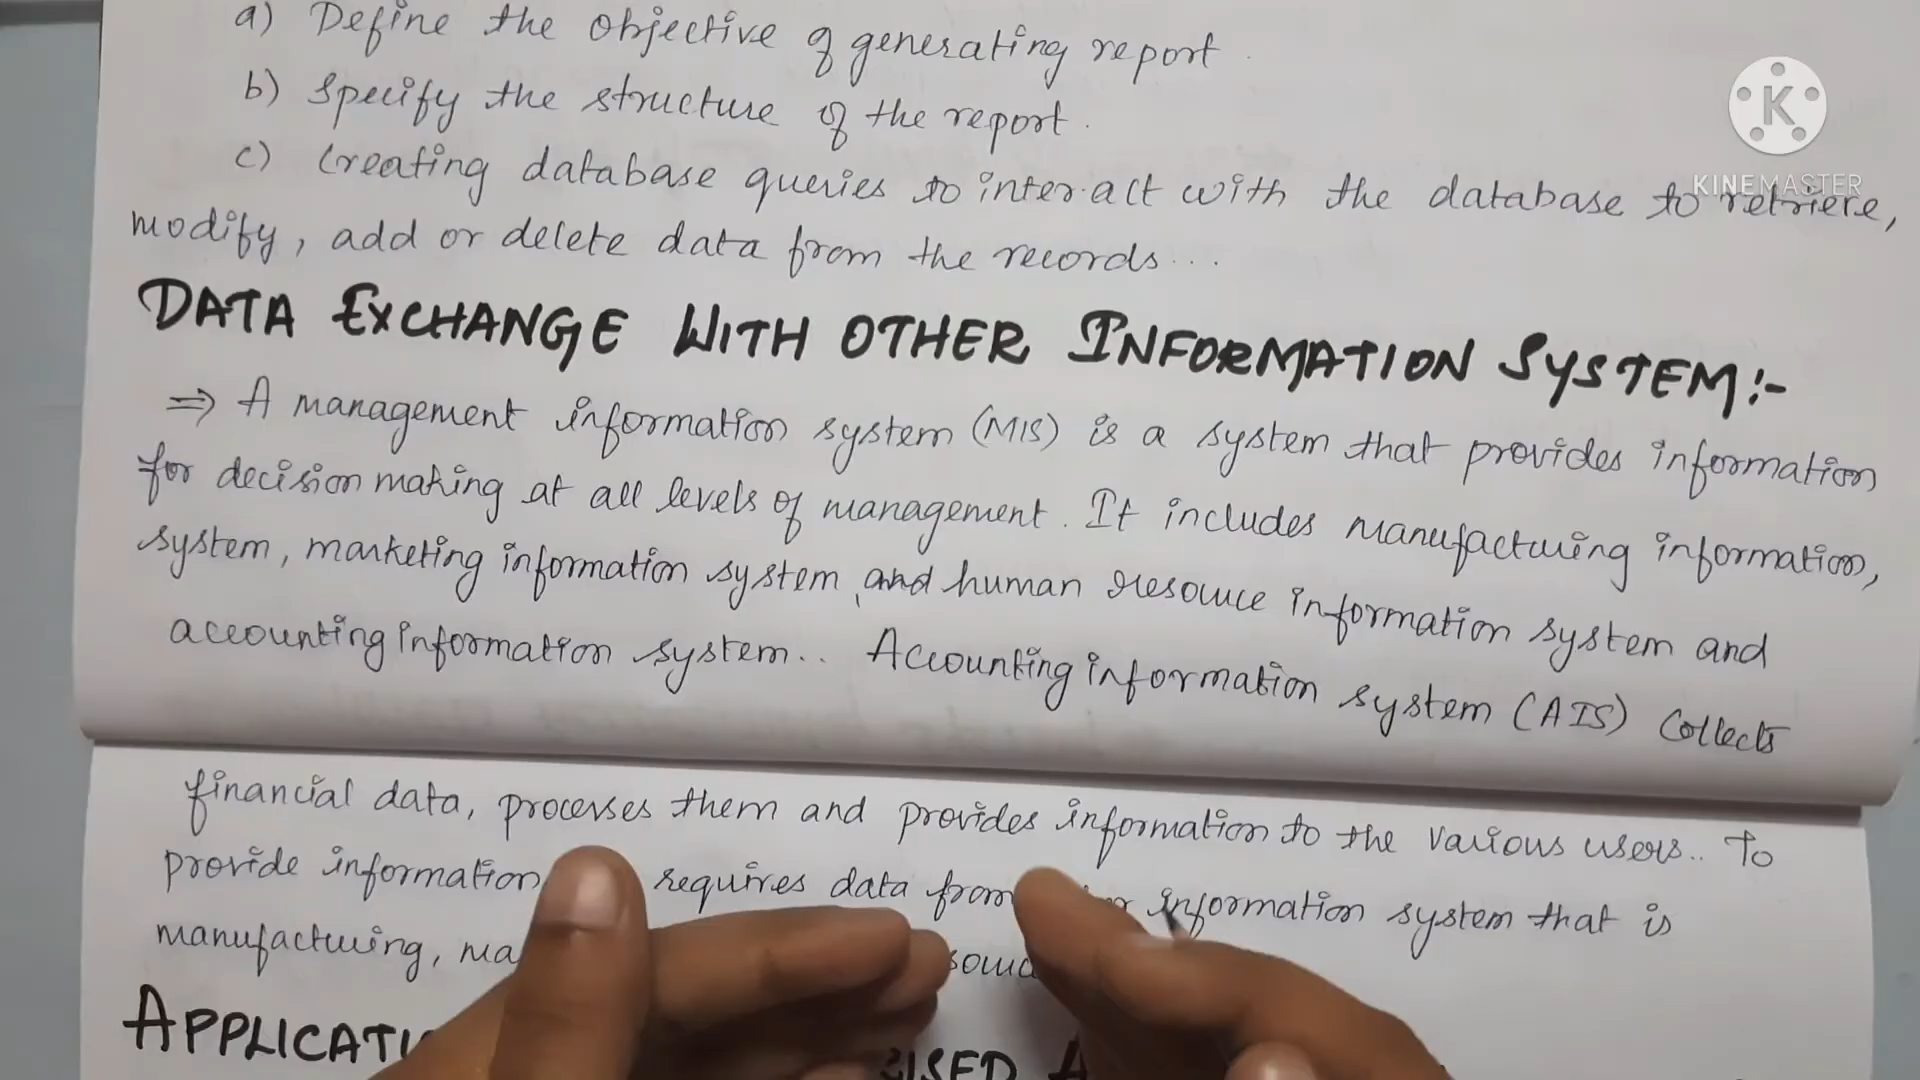 a) Define the objective of generating report.
b) Specify the structure of the report.
c) Creating database queries to interact with the database to retriere,
modify, add or delete data from the records...
DATA EXCHANGE WITH OTHER INFORMATION SYSTEM:-
⇒ A management information system (MIS) is a system that provides information
for decision making at all levels of management. It includes manufacturing information,
system, marketing information system, and human resource information system and
accounting information system.. Accounting information system (AIS) collects
financial data, processes them and provides information to the various users.. To
provide information requires data from information system that is
manufacturing,
K
KINEMASTER